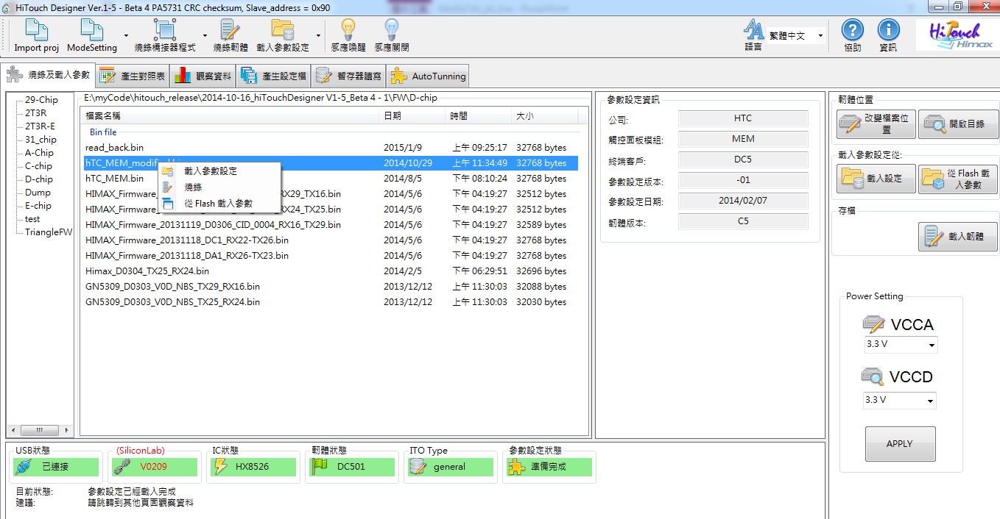 HiTouch Designer Ver.1-5 - Beta 4 PA5731 CRC checksum, Slave_address = 0x90
Import proj
ModeSetting
燒錄橋接器程式
燒錄韌體
載入參數設定
感應喚醒
感應關閉
語言
繁體中文
協助
資訊
HiTouch
Himax
燒錄及載入參數
產生對照表
觀察資料
產生設定檔
暫存器讀寫
AutoTunning
29-Chip
2T3R
2T3R-E
31_chip
A-Chip
C-chip
D-chip
Dump
E-chip
test
TriangleFW
E:\myCode\hitouch_release\2014-10-16_hiTouchDesigner V1-5_Beta 4 - 1\FW\D-chip
檔案名稱 日期 時間 大小
Bin file
read_back.bin 2015/1/9 上午 09:25:17 32768 bytes
hTC_MEM_modif 2014/10/29 上午 11:34:49 32768 bytes
hTC_MEM.bin 2014/8/5 下午 08:10:24 32768 bytes
HIMAX_Firmware_ RX29_TX16.bin 2014/5/6 下午 04:19:27 32512 bytes
HIMAX_Firmware_ RX24_TX25.bin 2014/5/6 下午 04:19:27 32512 bytes
HIMAX_Firmware_20131119_D0306_CID_0004_RX16_TX29.bin 2014/5/6 下午 04:19:27 32589 bytes
HIMAX_Firmware_20131118_DC1_RX22-TX26.bin 2014/5/6 下午 04:19:27 32768 bytes
HIMAX_Firmware_20131118_DA1_RX26-TX23.bin 2014/5/6 下午 04:19:27 32768 bytes
Himax_D0304_TX25_RX24.bin 2014/2/5 下午 06:29:51 32696 bytes
GN5309_D0303_V0D_NBS_TX29_RX16.bin 2013/12/12 上午 11:30:03 32088 bytes
GN5309_D0303_V0D_NBS_TX25_RX24.bin 2013/12/12 上午 11:30:03 32030 bytes
載入參數設定
燒錄
從 Flash 載入參數
參數設定資訊
公司: HTC
觸控面板模組: MEM
終端客戶: DC5
參數設定版本: -01
參數設定日期: 2014/02/07
韌體版本: C5
韌體位置
改變檔案位
置
開啟目錄
載入參數設定從:
載入設定
從 Flash 載
入參數
存檔
載入韌體
Power Setting
VCCA
3.3 V
VCCD
3.3 V
APPLY
USB狀態
已連接
(SiliconLab)
V0209
IC狀態
HX8526
韌體狀態
DC501
ITO Type
general
參數設定狀態
準備完成
目前狀態: 參數設定已經載入完成
建議: 請跳轉到其他頁面觀察資料